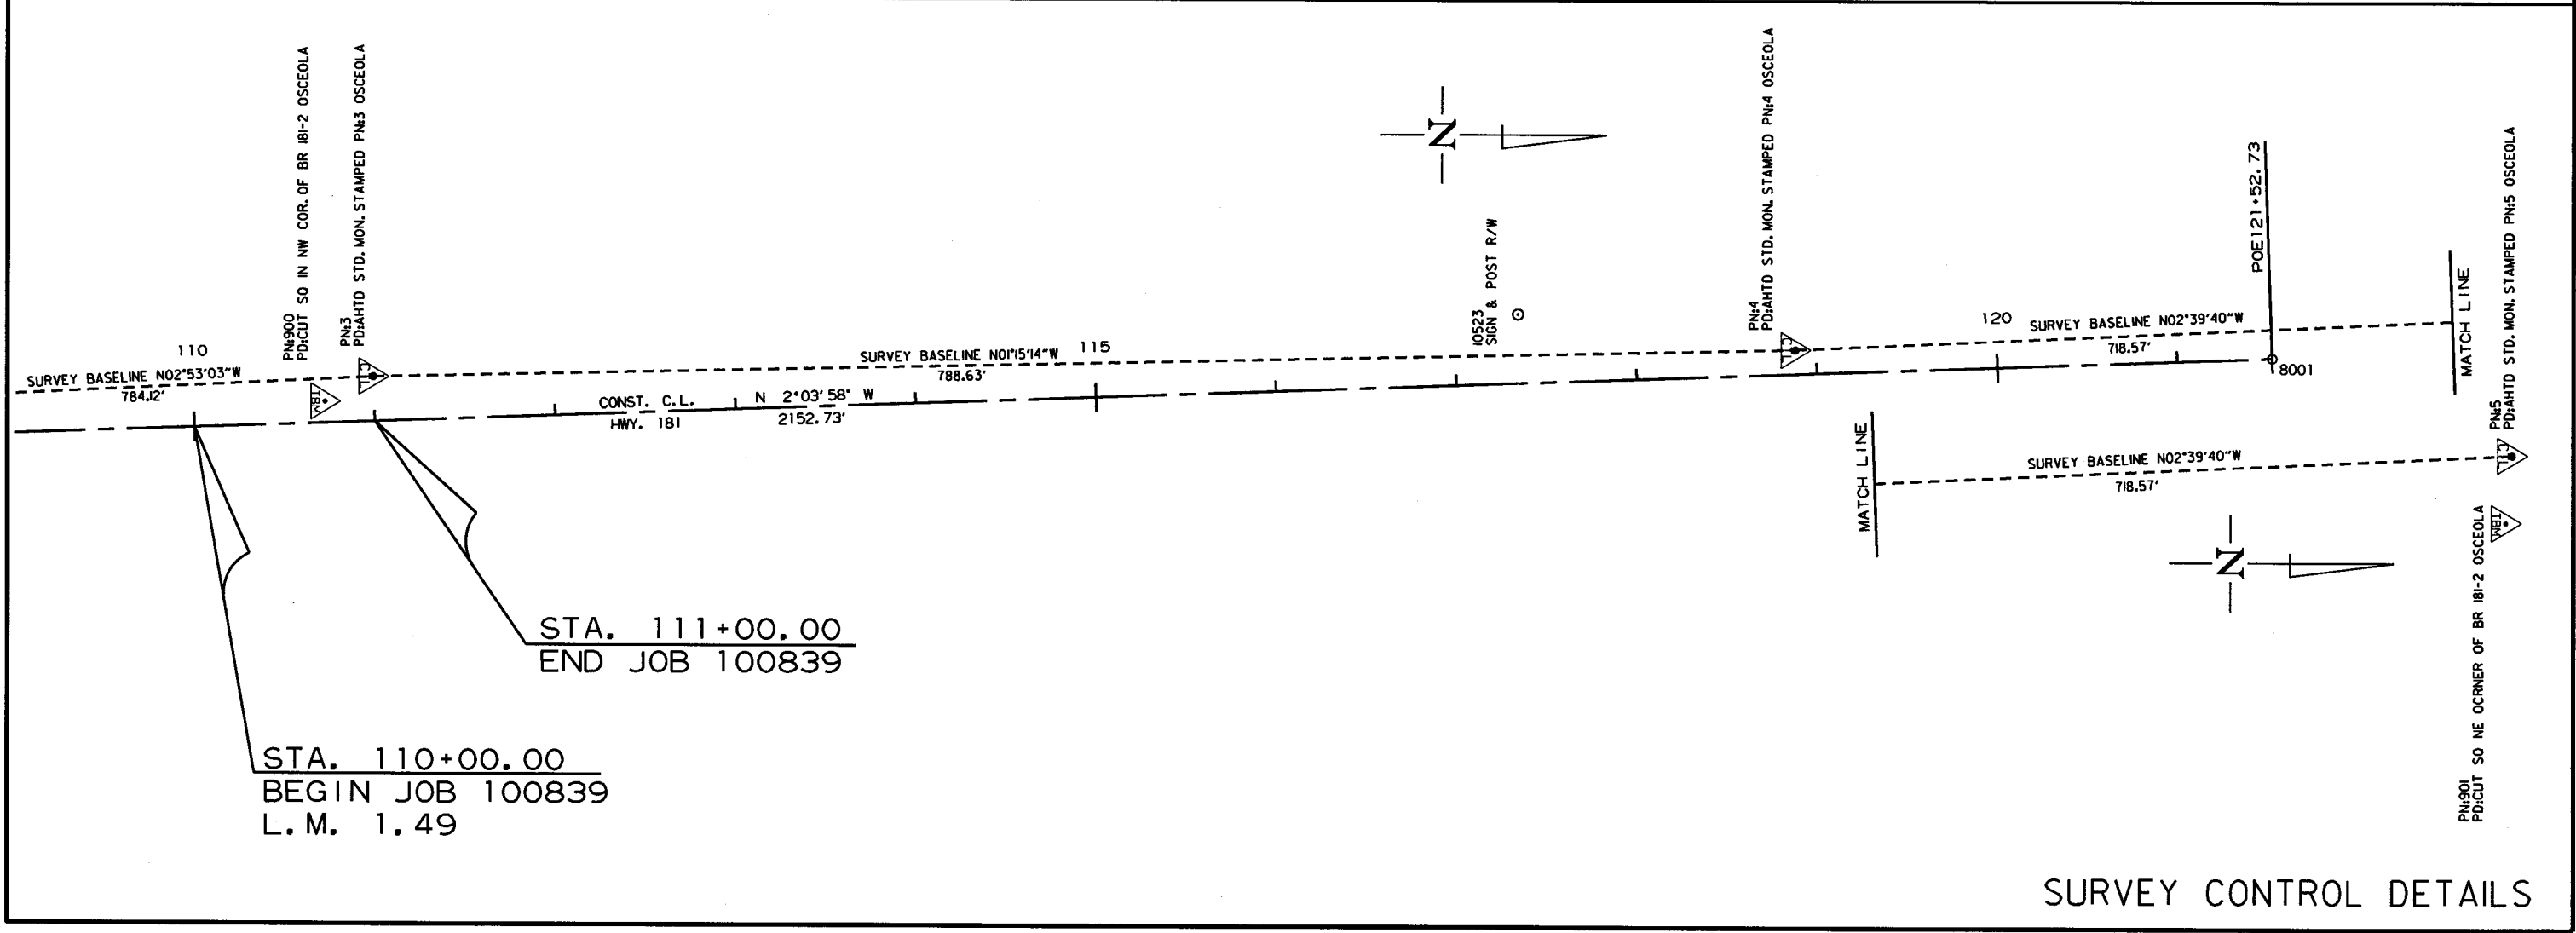 PN:900
PD:CUT SQ IN NW COR. OF BR 181-2 OSCEOLA
PN:3
PD:AHTD STD. MON. STAMPED PN:3 OSCEOLA
110
SURVEY BASELINE N02°53'03"W
784.12'
TBM
CTL
SURVEY BASELINE N01°15'14"W
788.63'
115
CONST. C.L. N 2°03'58" W
HWY. 181 2152.73'
N
10523
SIGN & POST R/W
PN:4
PD:AHTD STD. MON. STAMPED PN:4 OSCEOLA
CTL
120
SURVEY BASELINE N02°39'40"W
718.57'
POE121+52.73
8001
MATCH LINE
MATCH LINE
SURVEY BASELINE N02°39'40"W
718.57'
PN:5
PD:AHTD STD. MON. STAMPED PN:5 OSCEOLA
CTL
TBM
N
PN:901
PD:CUT SQ NE OCRNER OF BR 181-2 OSCEOLA
STA. 111+00.00
END JOB 100839
STA. 110+00.00
BEGIN JOB 100839
L.M. 1.49
SURVEY CONTROL DETAILS